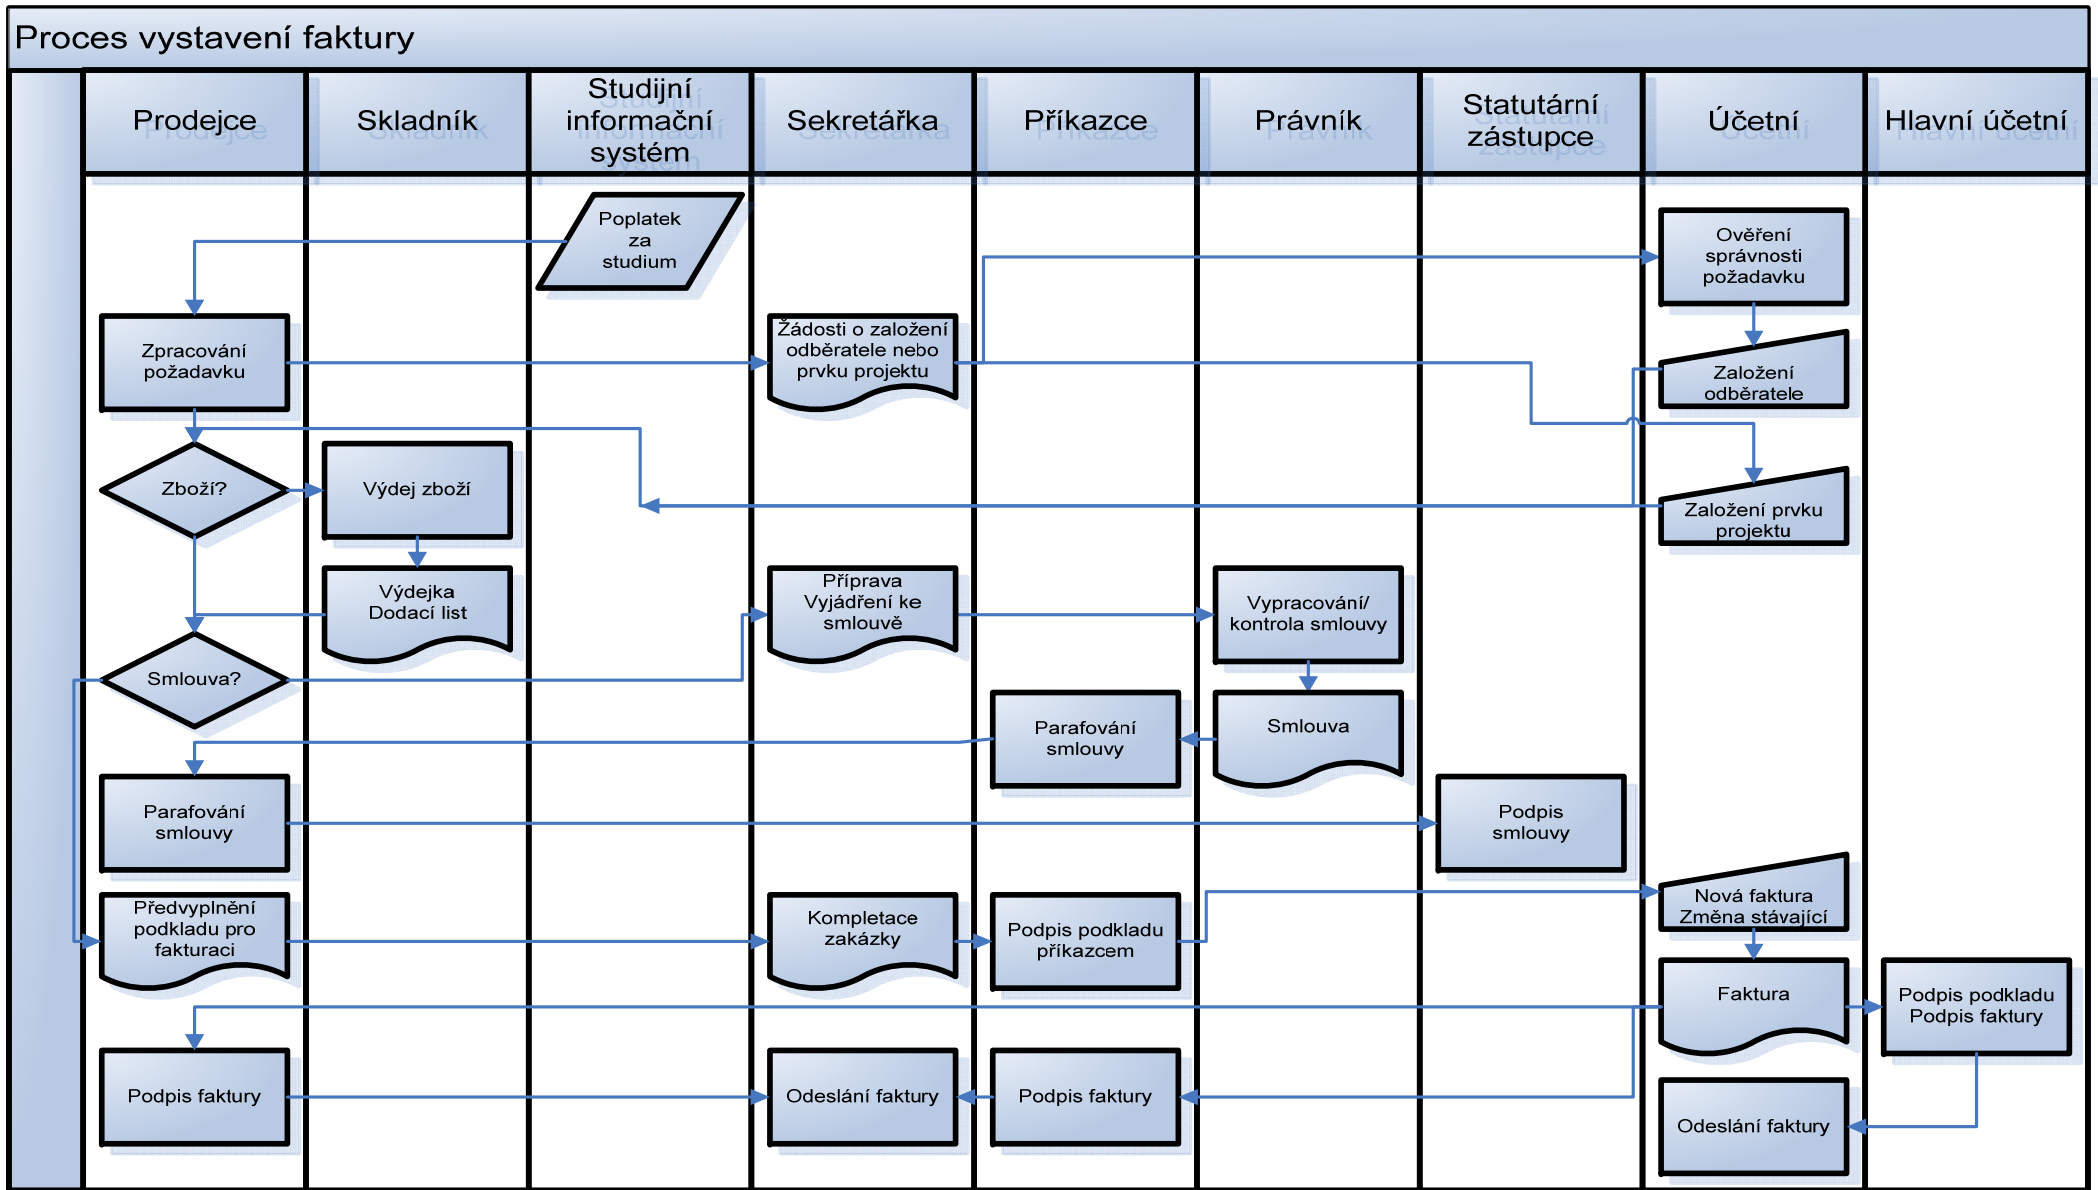 Proces vystavení faktury
Prodejce
Skladník
Studijní
informační
systém
Sekretářka
Příkazce
Právník
Statutární
zástupce
Účetní
Hlavní účetní
Poplatek
za
studium
Ověření
správnosti
požadavku
Zpracování
požadavku
Žádosti o založení
odběratele nebo
prvku projektu
Založení
odběratele
Zboží?
Výdej zboží
Založení prvku
projektu
Výdejka
Dodací list
Příprava
Vyjádření ke
smlouvě
Vypracování/
kontrola smlouvy
Smlouva?
Parafování
smlouvy
Smlouva
Parafování
smlouvy
Podpis
smlouvy
Předvyplnění
podkladu pro
fakturaci
Kompletace
zakázky
Podpis podkladu
příkazcem
Nová faktura
Změna stávající
Faktura
Podpis podkladu
Podpis faktury
Podpis faktury
Odeslání faktury
Podpis faktury
Odeslání faktury